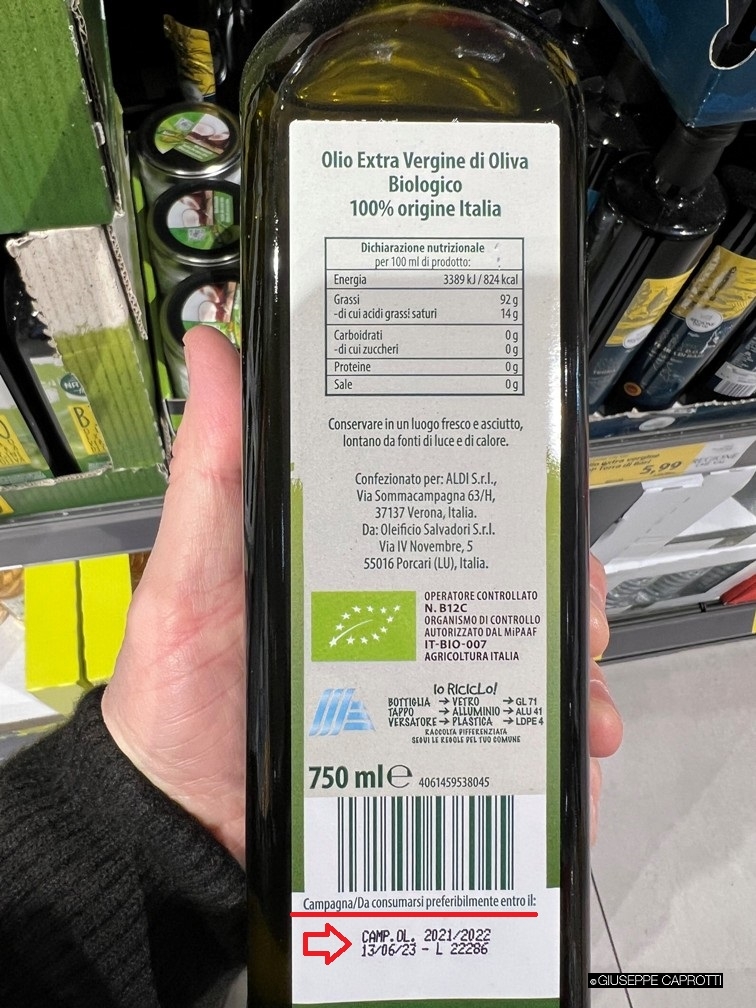 Olio Extra Vergine di Oliva
Biologico
100% origine Italia
Dichiarazione nutrizionale
per 100 ml di prodotto:
Energia 3389 kJ / 824 kcal
Grassi 92 g
-di cui acidi grassi saturi 14 g
Carboidrati 0 g
-di cui zuccheri 0 g
Proteine 0 g
Sale 0 g
Conservare in un luogo fresco e asciutto,
lontano da fonti di luce e di calore.
Confezionato per: ALDI S.r.l.,
Via Sommacampagna 63/H,
37137 Verona, Italia.
Da: Oleificio Salvadori S.r.l.
Via IV Novembre, 5
55016 Porcari (LU), Italia.
OPERATORE CONTROLLATO
N. B12C
ORGANISMO DI CONTROLLO
AUTORIZZATO DAL MiPAAF
IT-BIO-007
AGRICOLTURA ITALIA
Io RICICLO!
BOTTIGLIA → VETRO → GL 71
TAPPO → ALLUMINIO → ALU 41
VERSATORE → PLASTICA → LDPE 4
RACCOLTA DIFFERENZIATA
SEGUI LE REGOLE DEL TUO COMUNE
750 ml e 4061459538045
Campagna/Da consumarsi preferibilmente entro il:
CAMP.OL. 2021/2022
13/06/23 - L 22286
5,99
©GIUSEPPE CAPROTTI